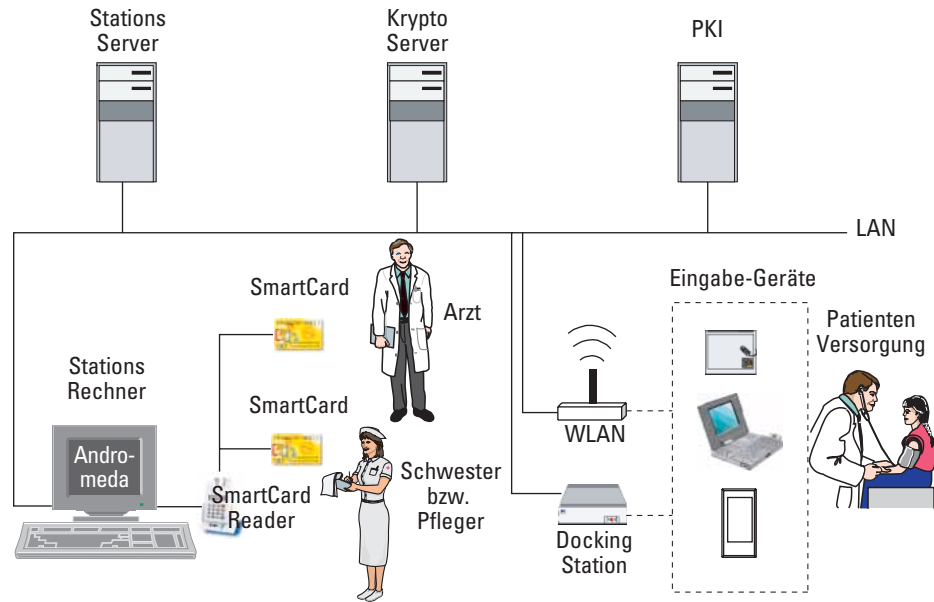 Stations
Server
Krypto
Server
PKI
LAN
SmartCard
Arzt
Eingabe-Geräte
Patienten
Versorgung
Stations
Rechner
SmartCard
WLAN
Andro-
meda
SmartCard
Reader
Schwester
bzw.
Pfleger
Docking
Station